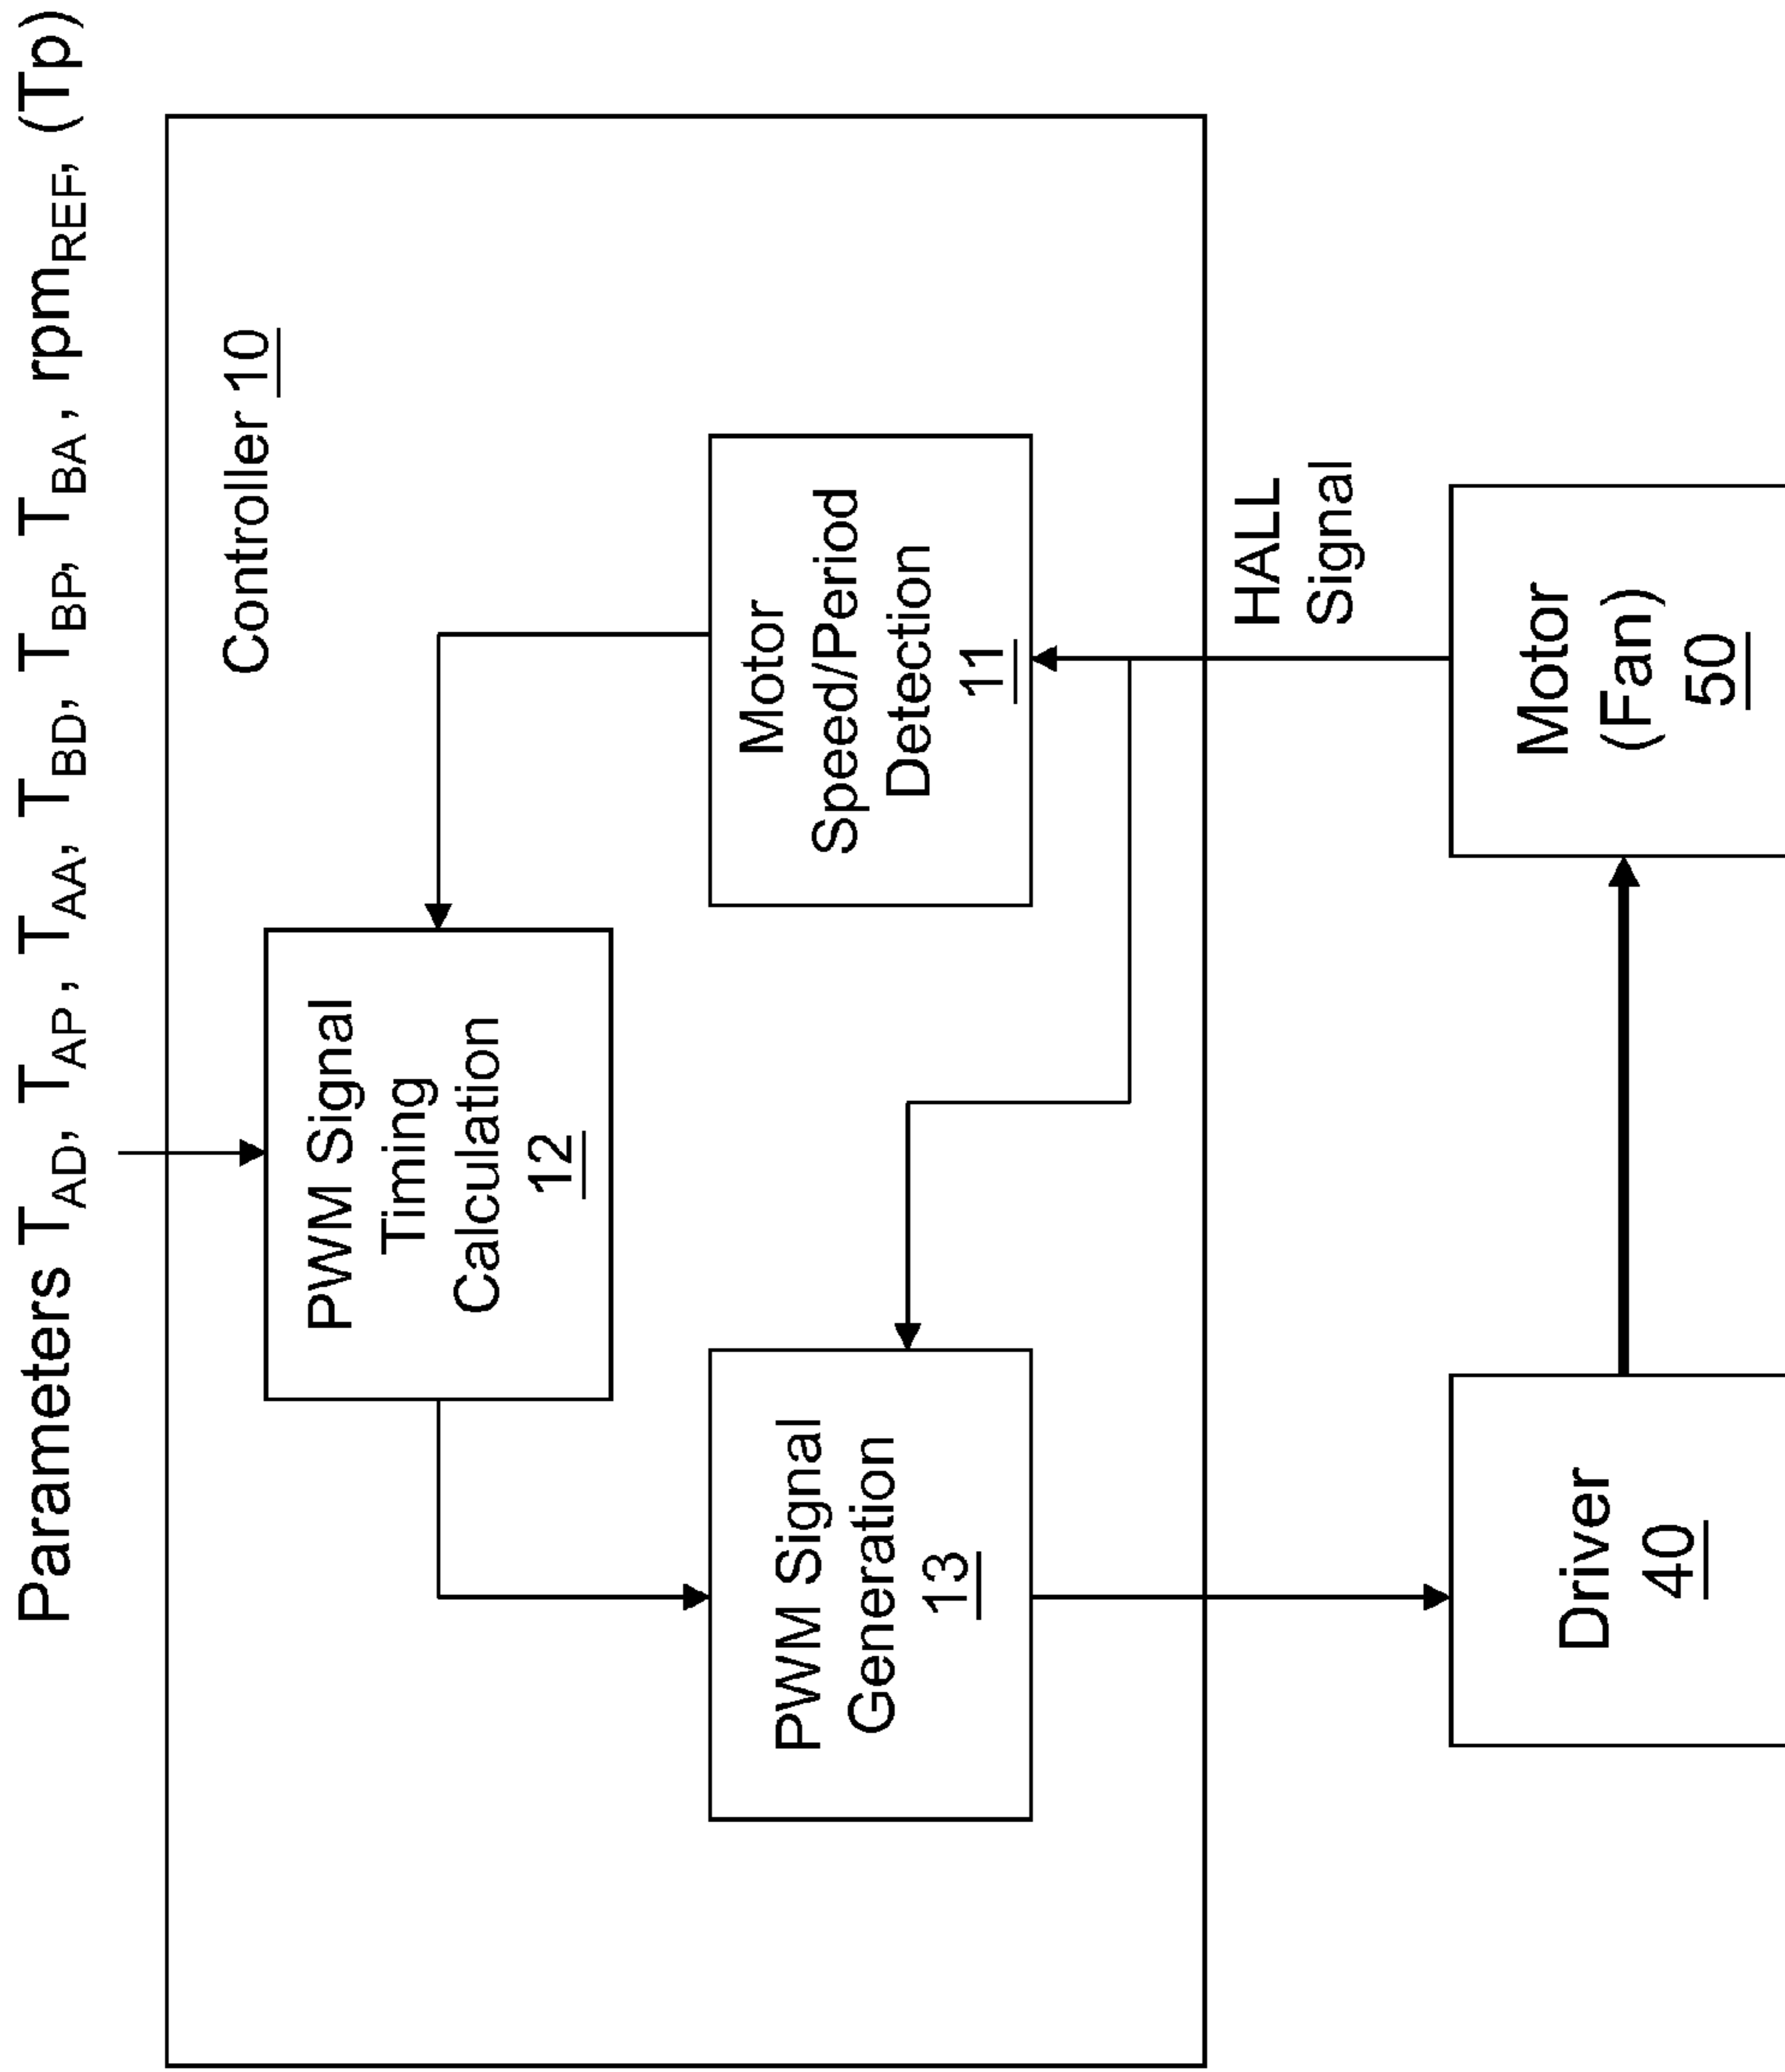 Parameters TAD, TAP, TAA, TBD, TBP, TBA, rpmREF, (Tp)
Controller 10
PWM Signal
Timing
Calculation
12
Motor
Speed/Period
Detection
11
PWM Signal
Generation
13
HALL
Signal
Driver
40
Motor
(Fan)
50